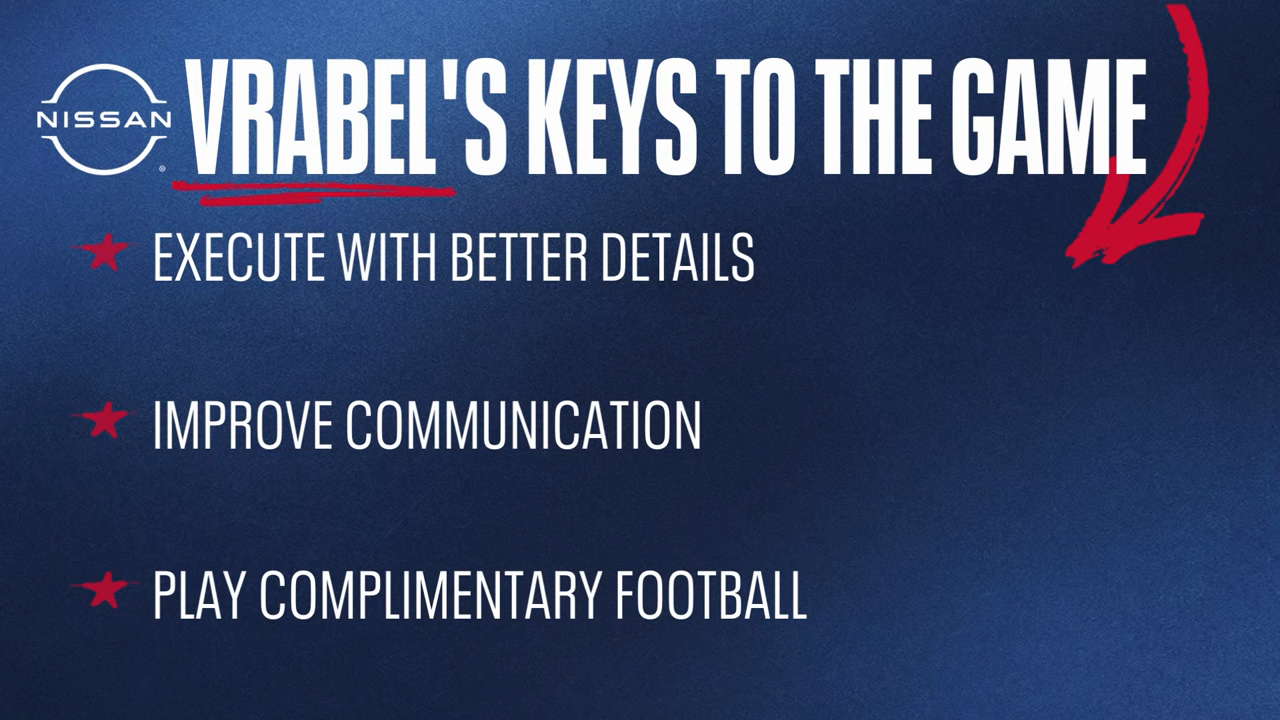 NISSAN
VRABEL'S KEYS TO THE GAME
EXECUTE WITH BETTER DETAILS
IMPROVE COMMUNICATION
PLAY COMPLIMENTARY FOOTBALL